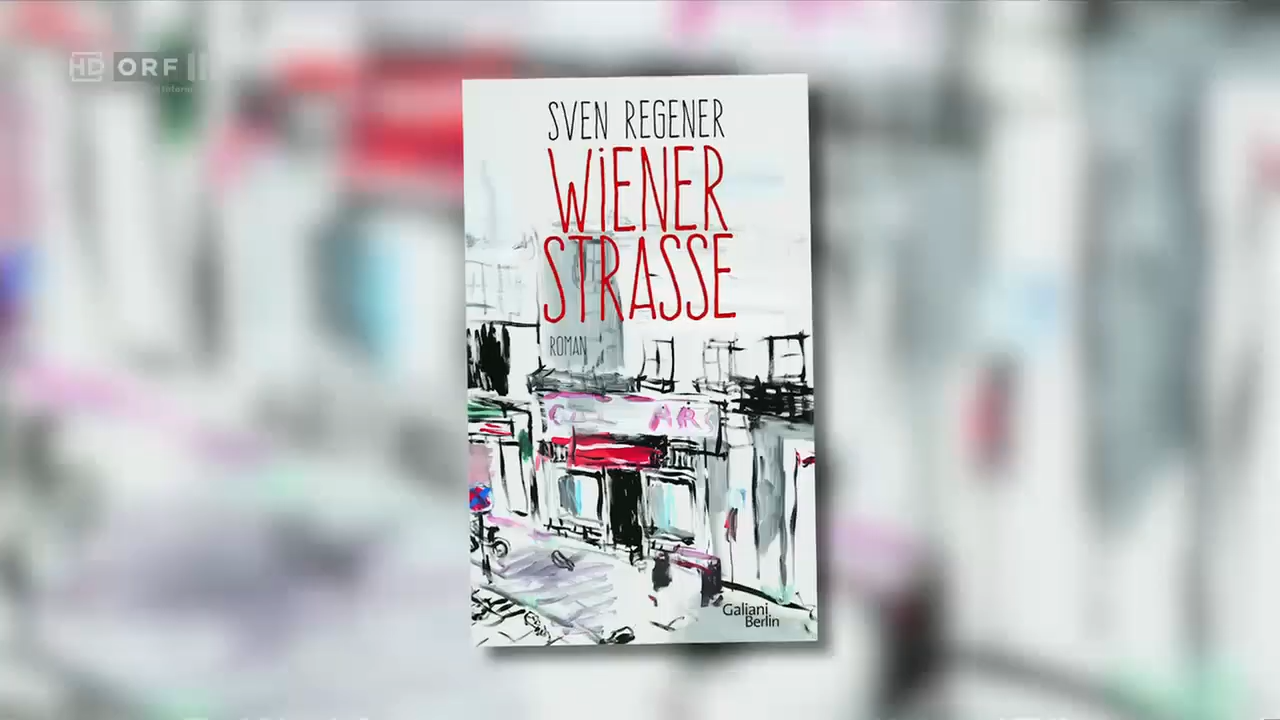 HD ORF
SVEN REGENER
WiENER
STRASSE
ROMAN
Galiani
Berlin